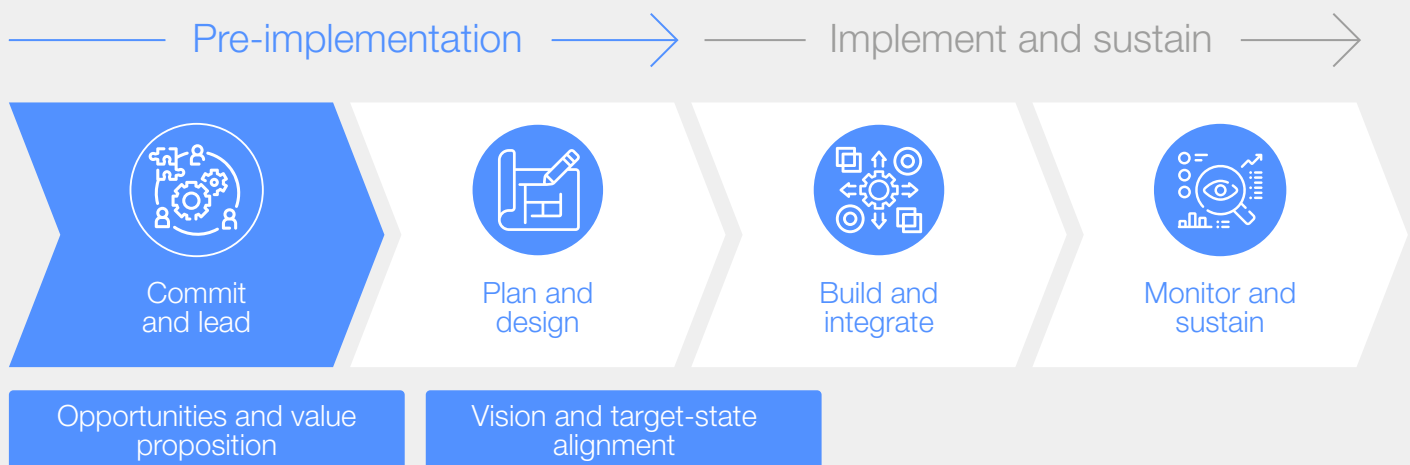 Pre-implementation
Implement and sustain
Commit
and lead
Plan and
design
Build and
integrate
Monitor and
sustain
Opportunities and value
proposition
Vision and target-state
alignment